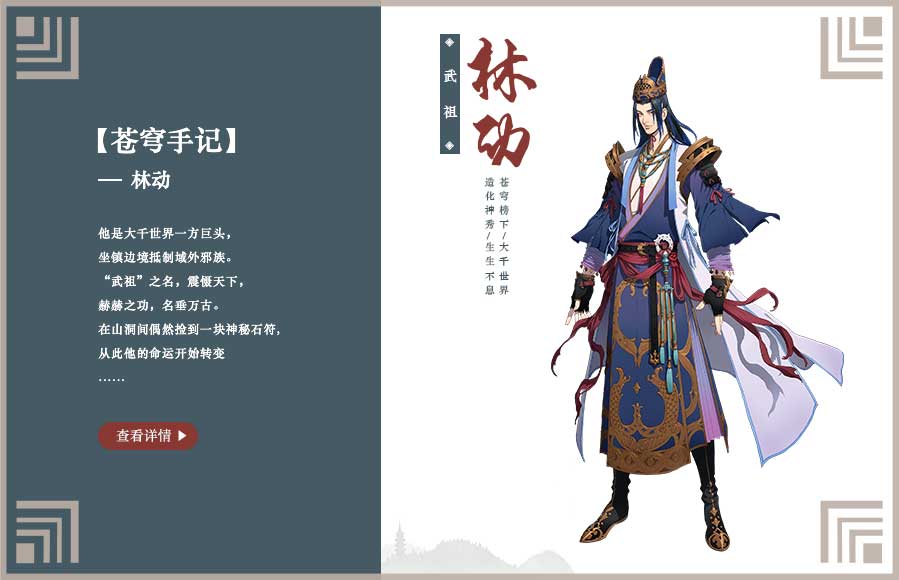 【苍穹手记】
— 林动
他是大千世界一方巨头，
坐镇边境抵制域外邪族。
“武祖”之名，震慑天下，
赫赫之功，名垂万古。
在山洞间偶然捡到一块神秘石符，
从此他的命运开始转变
……
查看详情
武祖
林动
苍穹榜下/大千世界
造化神秀/生生不息